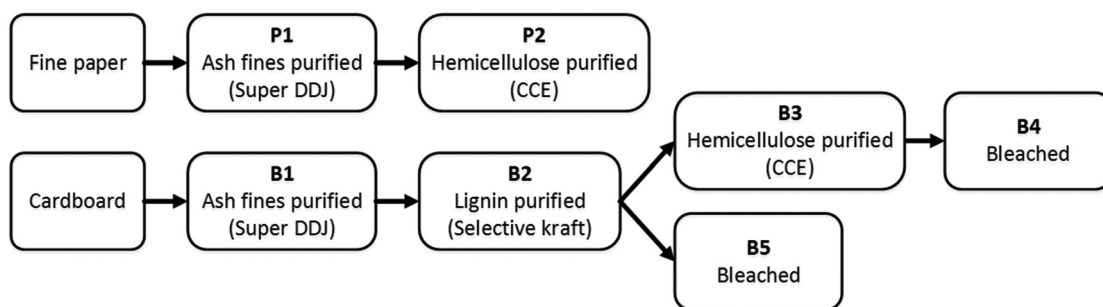 Fine paper
P1
Ash fines purified
(Super DDJ)
P2
Hemicellulose purified
(CCE)
Cardboard
B1
Ash fines purified
(Super DDJ)
B2
Lignin purified
(Selective kraft)
B3
Hemicellulose purified
(CCE)
B4
Bleached
B5
Bleached